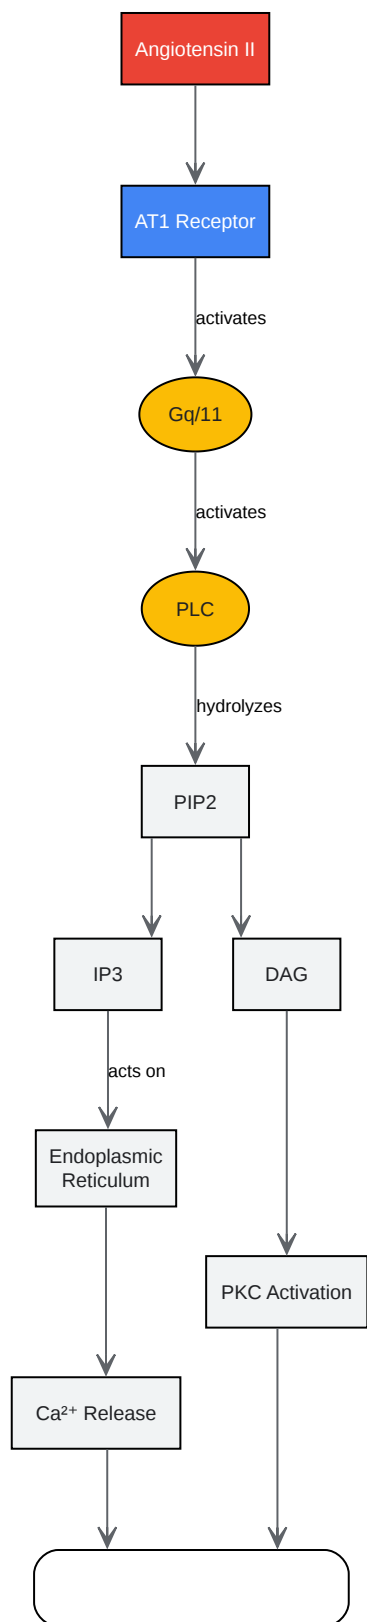 Angiotensin II
AT1 Receptor
activates
Gq/11
activates
PLC
hydrolyzes
PIP2
IP3
DAG
acts on
Endoplasmic
Reticulum
PKC Activation
Ca²⁺ Release